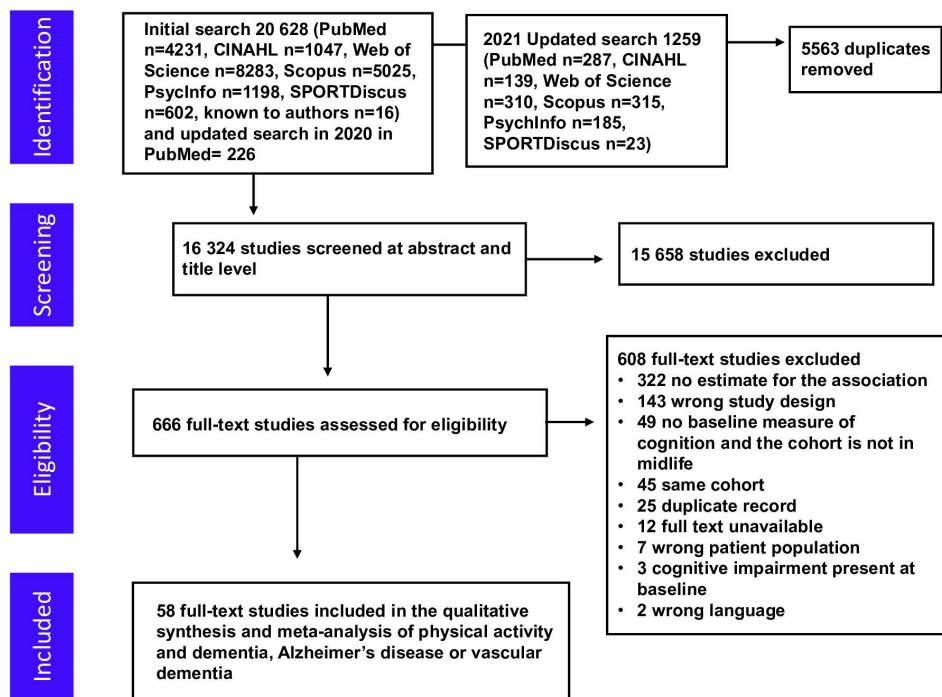 Identification
Initial search 20 628 (PubMed
n=4231, CINAHL n=1047, Web of
Science n=8283, Scopus n=5025,
PsycInfo n=1198, SPORTDiscus
n=602, known to authors n=16)
and updated search in 2020 in
PubMed= 226
2021 Updated search 1259
(PubMed n=287, CINAHL
n=139, Web of Science
n=310, Scopus n=315,
PsychInfo n=185,
SPORTDiscus n=23)
5563 duplicates
removed
Screening
16 324 studies screened at abstract and
title level
15 658 studies excluded
Eligibility
666 full-text studies assessed for eligibility
608 full-text studies excluded
• 322 no estimate for the association
• 143 wrong study design
• 49 no baseline measure of
cognition and the cohort is not in
midlife
• 45 same cohort
• 25 duplicate record
• 12 full text unavailable
• 7 wrong patient population
• 3 cognitive impairment present at
baseline
• 2 wrong language
Included
58 full-text studies included in the qualitative
synthesis and meta-analysis of physical activity
and dementia, Alzheimer's disease or vascular
dementia